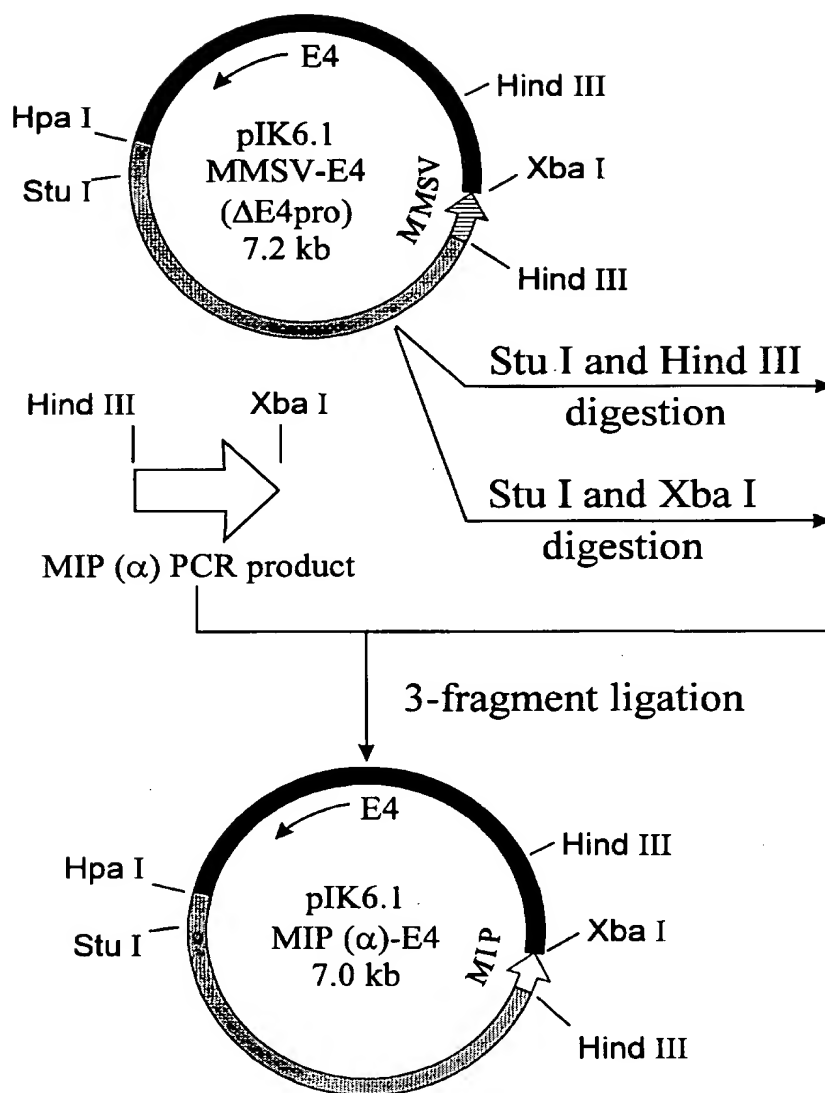 E4
Hind III
Hpa I
pIK6.1
Xba I
Stu I
MMSV-E4
(ΔE4pro)
7.2 kb
MMSV
Hind III
Stu I and Hind III
digestion
Hind III
Xba I
Stu I and Xba I
digestion
MIP (α) PCR product
3-fragment ligation
E4
Hind III
Hpa I
pIK6.1
Xba I
Stu I
MIP (α)-E4
7.0 kb
MIP
Hind III